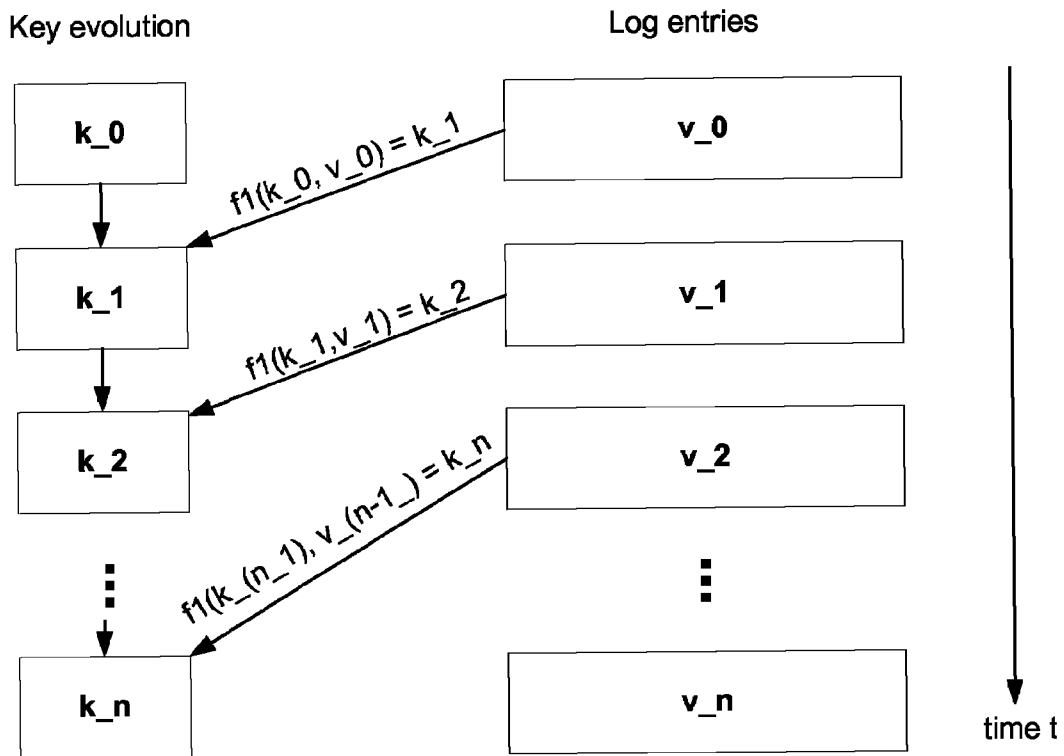 Key evolution
Log entries
k_0
v_0
f1(k_0, v_0) = k_1
k_1
v_1
f1(k_1,v_1) = k_2
k_2
v_2
f1(k_(n_1), v_(n-1_) = k_n
k_n
v_n
time t